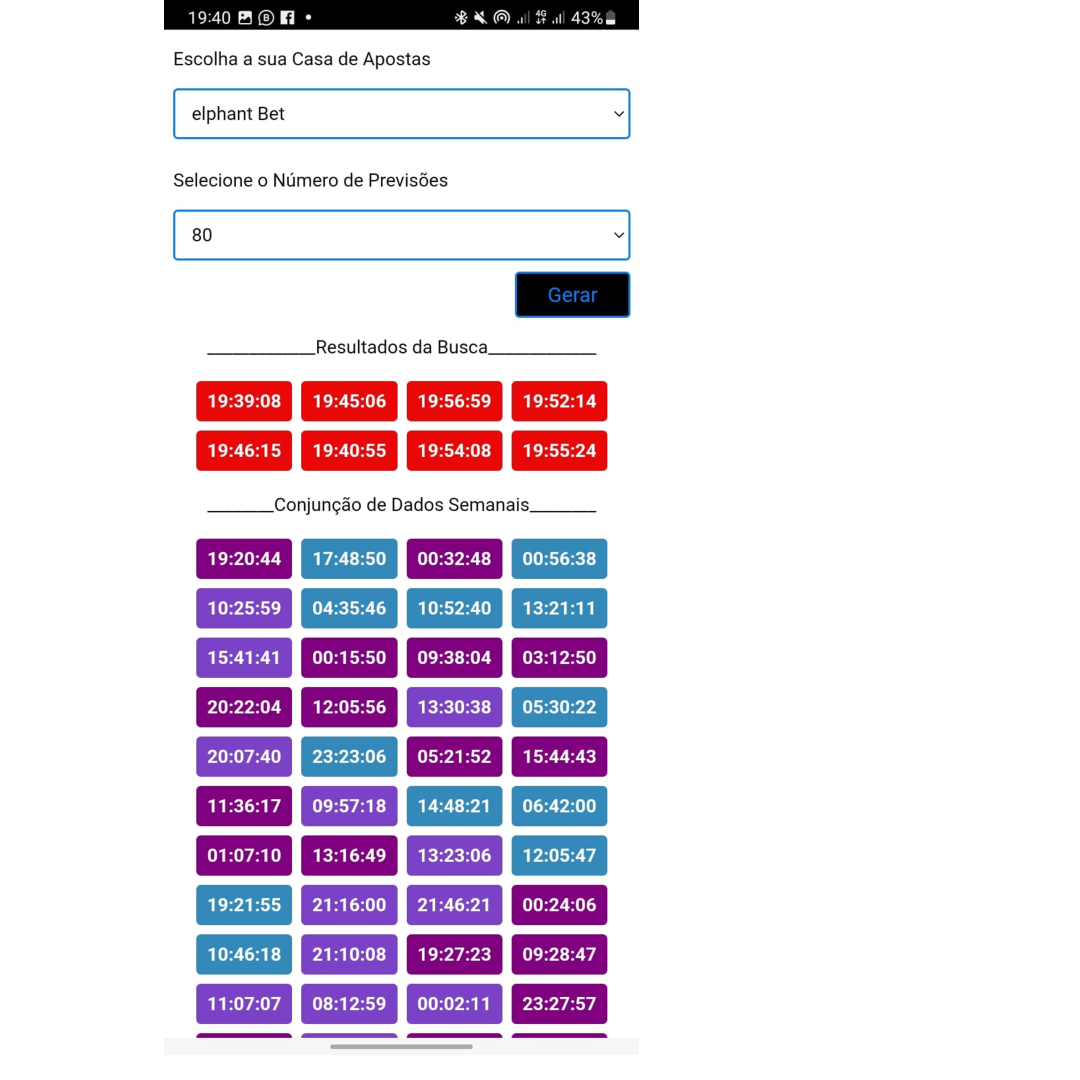 19:40 4G 43%
Escolha a sua Casa de Apostas
elphant Bet
Selecione o Número de Previsões
80
Gerar
_____________Resultados da Busca_____________
19:39:08 19:45:06 19:56:59 19:52:14
19:46:15 19:40:55 19:54:08 19:55:24
________Conjunção de Dados Semanais________
19:20:44 17:48:50 00:32:48 00:56:38
10:25:59 04:35:46 10:52:40 13:21:11
15:41:41 00:15:50 09:38:04 03:12:50
20:22:04 12:05:56 13:30:38 05:30:22
20:07:40 23:23:06 05:21:52 15:44:43
11:36:17 09:57:18 14:48:21 06:42:00
01:07:10 13:16:49 13:23:06 12:05:47
19:21:55 21:16:00 21:46:21 00:24:06
10:46:18 21:10:08 19:27:23 09:28:47
11:07:07 08:12:59 00:02:11 23:27:57